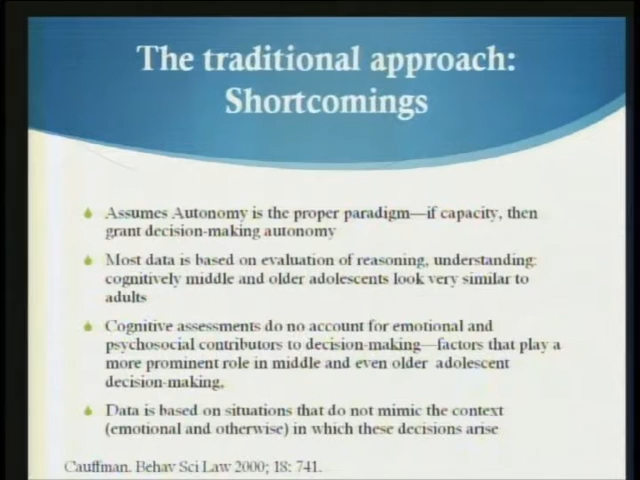 The traditional approach:
Shortcomings
Assumes Autonomy is the proper paradigm—if capacity, then
grant decision-making autonomy
Most data is based on evaluation of reasoning, understanding:
cognitively middle and older adolescents look very similar to
adults
Cognitive assessments do no account for emotional and
psychosocial contributors to decision-making—factors that play a
more prominent role in middle and even older adolescent
decision-making.
Data is based on situations that do not mimic the context
(emotional and otherwise) in which these decisions arise
Cauffman. Behav Sci Law 2000; 18: 741.